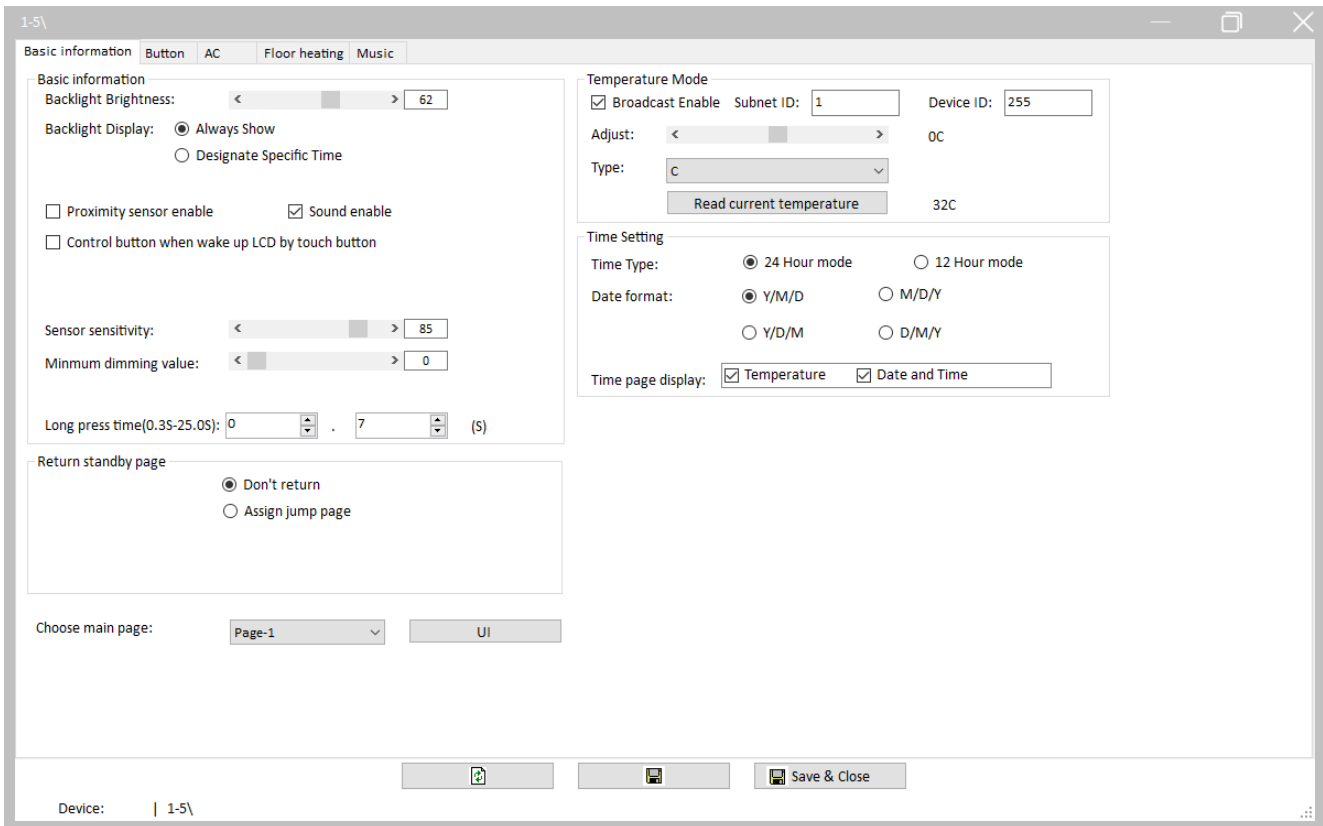 1-5\
Basic information Button AC Floor heating Music
Basic information
Backlight Brightness: 62
Backlight Display: Always Show
Designate Specific Time
Proximity sensor enable Sound enable
Control button when wake up LCD by touch button
Sensor sensitivity: 85
Minmum dimming value: 0
Long press time(0.3S-25.0S): 0 . 7 (S)
Return standby page
Don't return
Assign jump page
Choose main page: Page-1 UI
Temperature Mode
Broadcast Enable Subnet ID: 1 Device ID: 255
Adjust: 0C
Type: C
Read current temperature 32C
Time Setting
Time Type: 24 Hour mode 12 Hour mode
Date format: Y/M/D M/D/Y
Y/D/M D/M/Y
Time page display: Temperature Date and Time
Save & Close
Device: | 1-5\